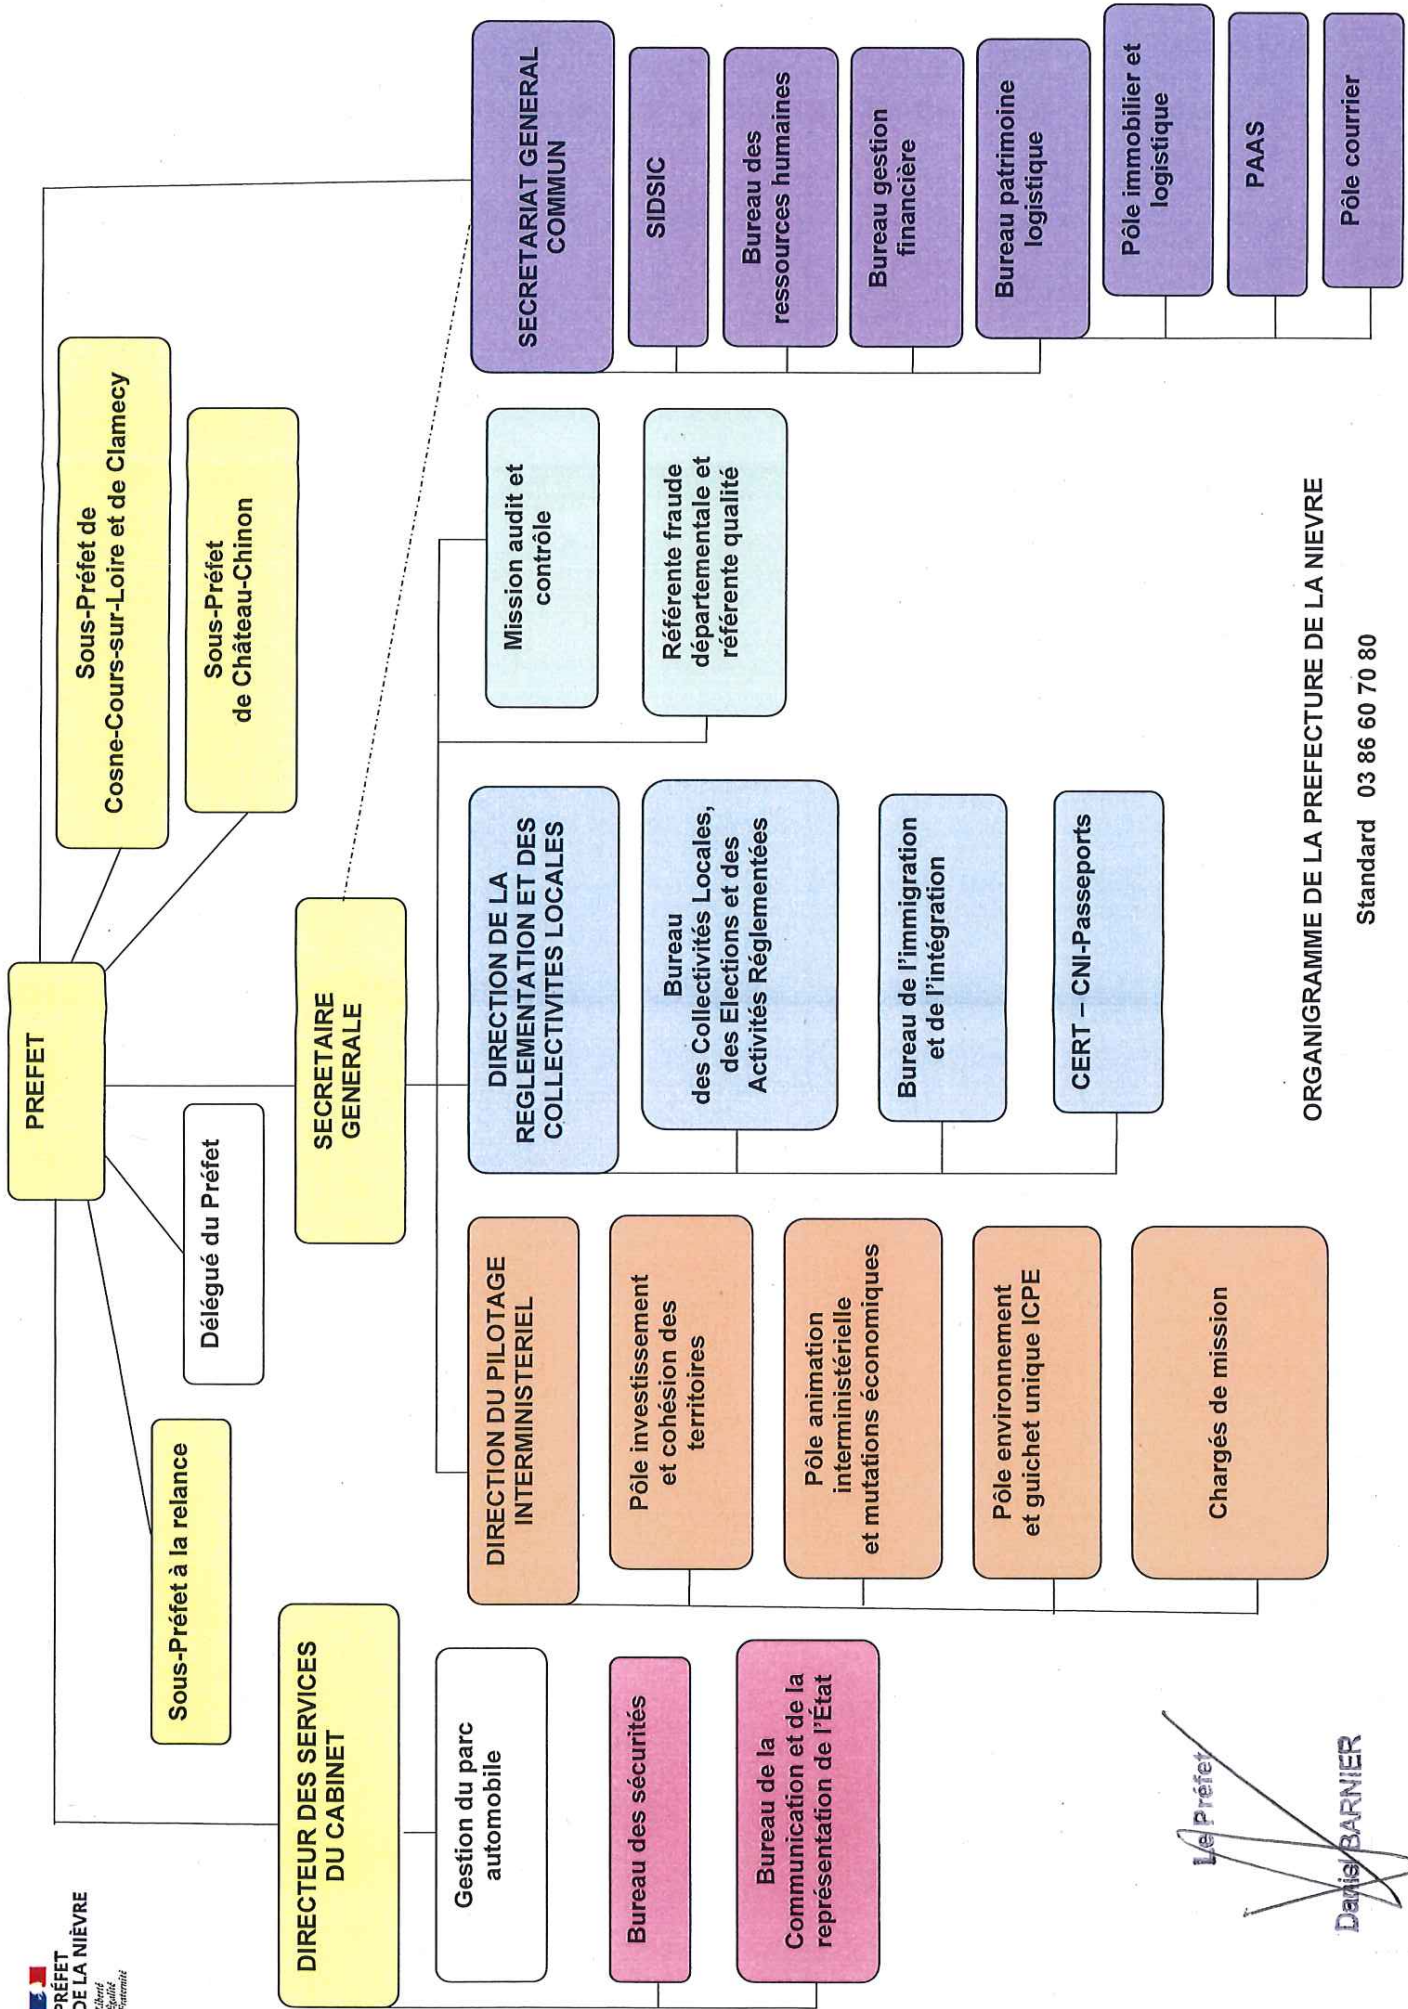 PRÉFET
DE LA NIÈVRE
Liberté
Égalité
Fraternité
PREFET
Sous-Préfet de
Cosne-Cours-sur-Loire et de Clamecy
Sous-Préfet
de Château-Chinon
Délégué du Préfet
Sous-Préfet à la relance
DIRECTEUR DES SERVICES
DU CABINET
SECRETAIRE
GENERALE
Gestion du parc
automobile
Bureau des sécurités
Bureau de la
Communication et de la
représentation de l'État
DIRECTION DU PILOTAGE
INTERMINISTERIEL
Pôle investissement
et cohésion des
territoires
Pôle animation
interministérielle
et mutations économiques
Pôle environnement
et guichet unique ICPE
Chargés de mission
DIRECTION DE LA
REGLEMENTATION ET DES
COLLECTIVITES LOCALES
Bureau
des Collectivités Locales,
des Elections et des
Activités Réglementées
Bureau de l'immigration
et de l'intégration
CERT – CNI-Passeports
Mission audit et
contrôle
Référente fraude
départementale et
référente qualité
SECRETARIAT GENERAL
COMMUN
SIDSIC
Bureau des
ressources humaines
Bureau gestion
financière
Bureau patrimoine
logistique
Pôle immobilier et
logistique
PAAS
Pôle courrier
Le Préfet
Daniel BARNIER
ORGANIGRAMME DE LA PREFECTURE DE LA NIEVRE
Standard 03 86 60 70 80